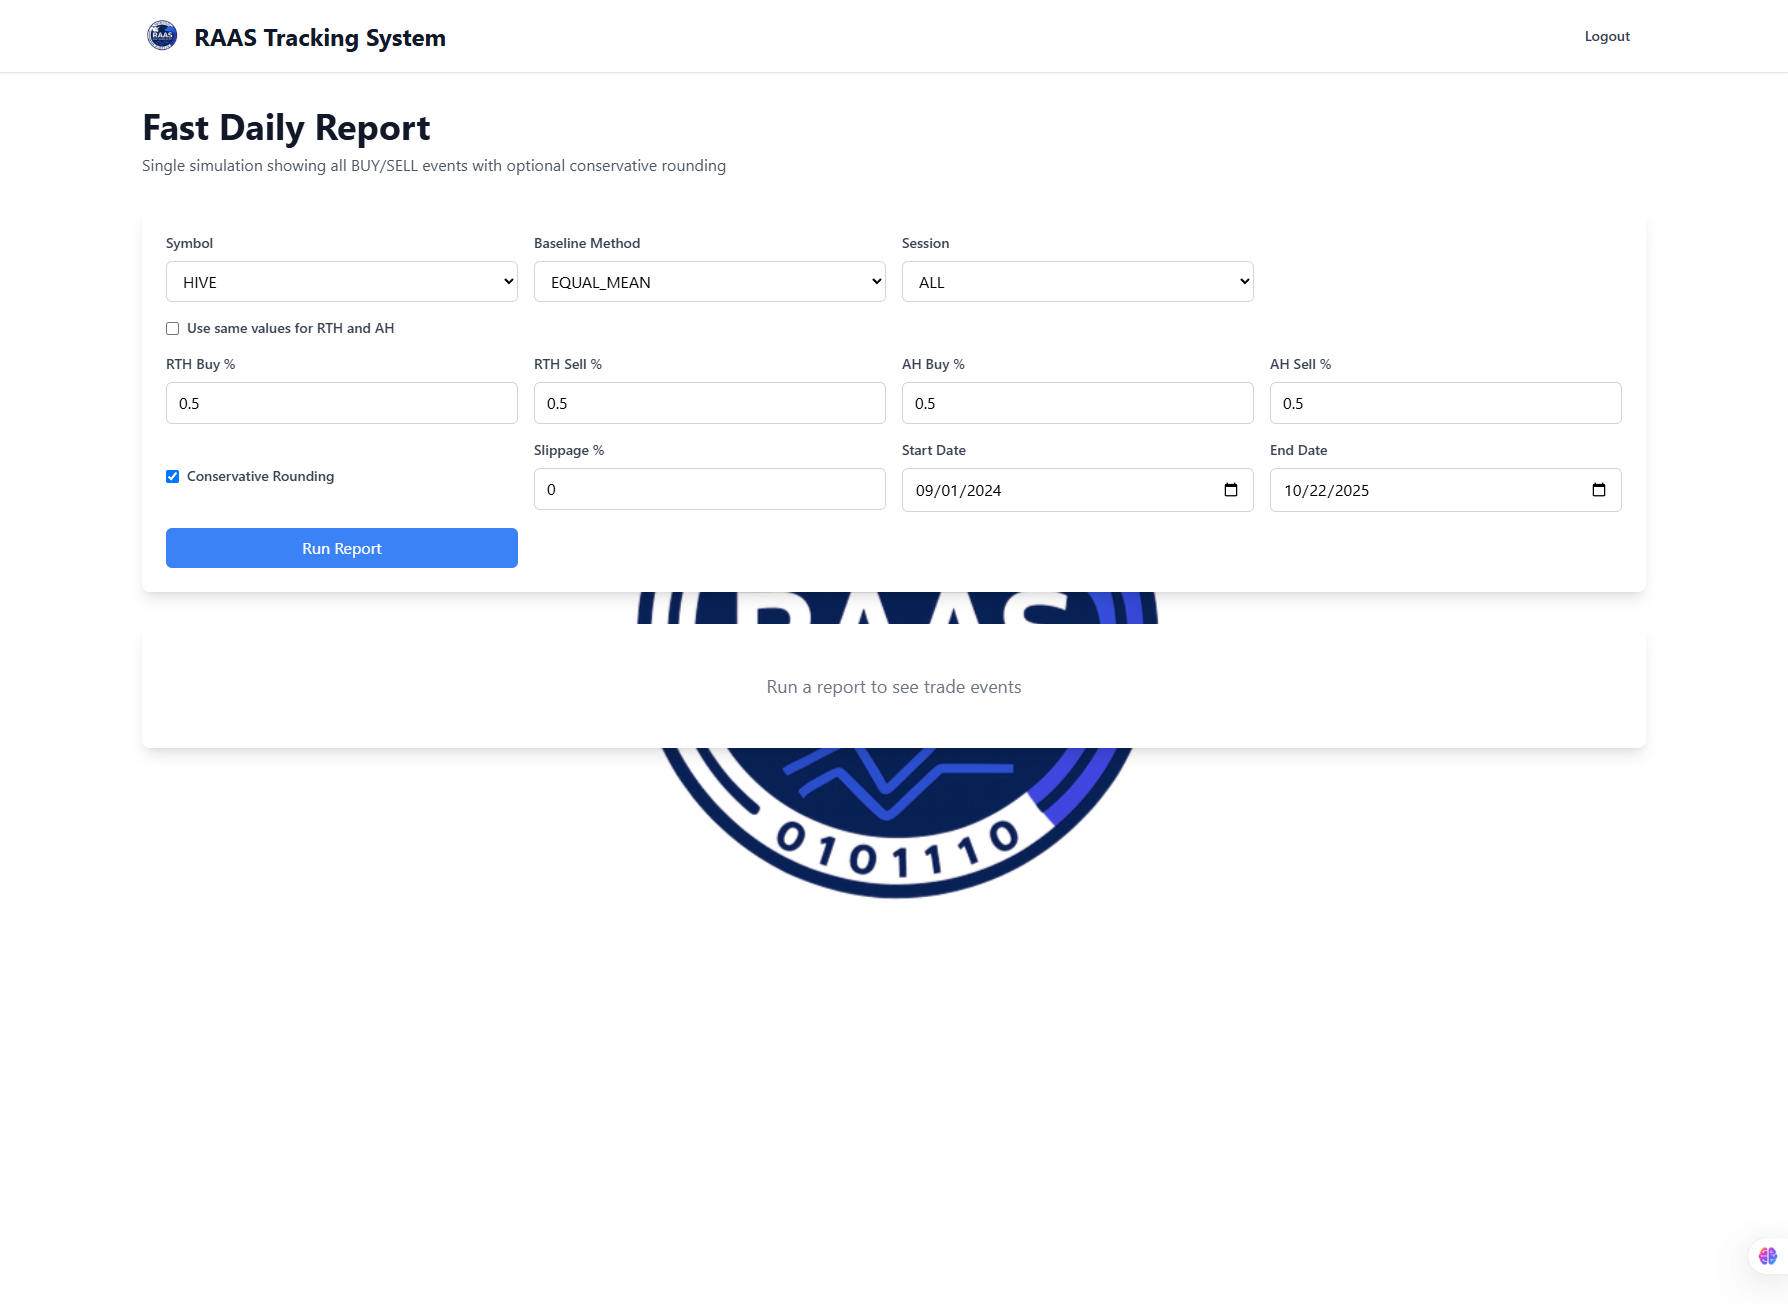 RAAS
RAAS Tracking System
Logout
Fast Daily Report
Single simulation showing all BUY/SELL events with optional conservative rounding
Symbol
Baseline Method
Session
HIVE
EQUAL_MEAN
ALL
Use same values for RTH and AH
RTH Buy %
RTH Sell %
AH Buy %
AH Sell %
0.5
0.5
0.5
0.5
Conservative Rounding
Slippage %
Start Date
End Date
0
09/01/2024
10/22/2025
Run Report
RAAS
Run a report to see trade events
0101110